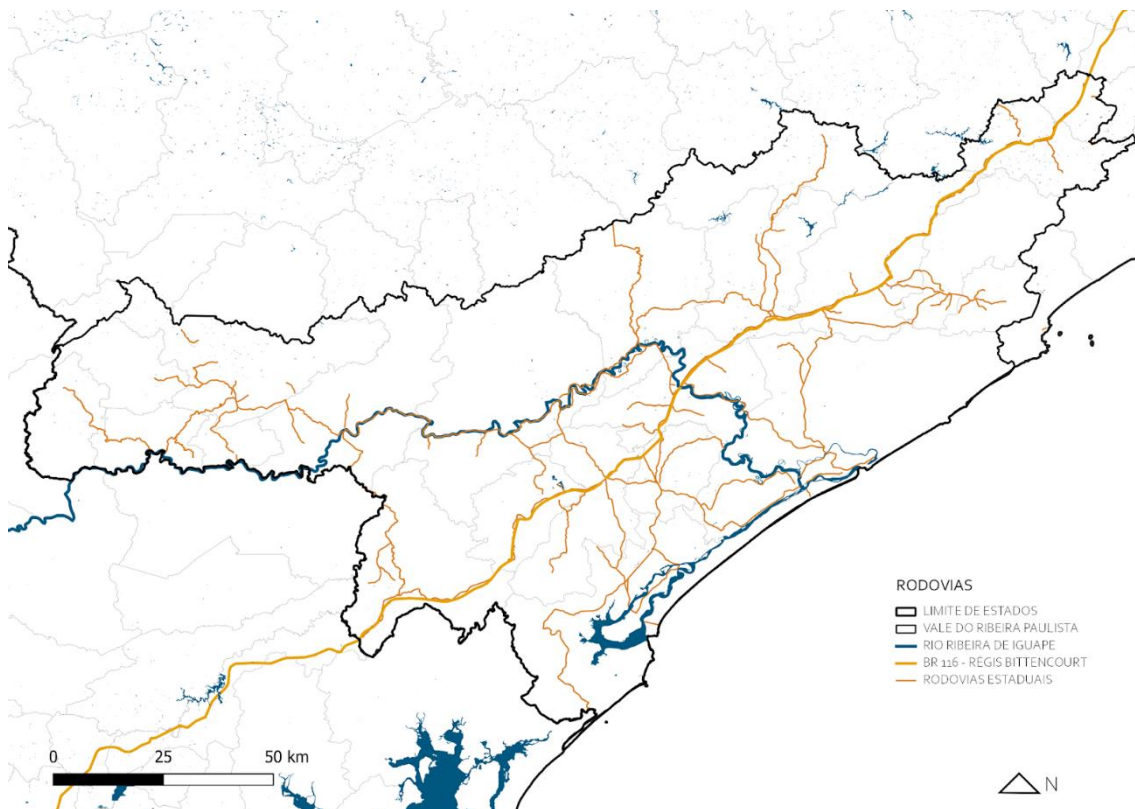 RODOVIAS
LIMITE DE ESTADOS
VALE DO RIBEIRA PAULISTA
RIO RIBEIRA DE IGUAPE
BR 116 - RÉGIS BITTENCOURT
RODOVIAS ESTADUAIS
0 25 50 km
N